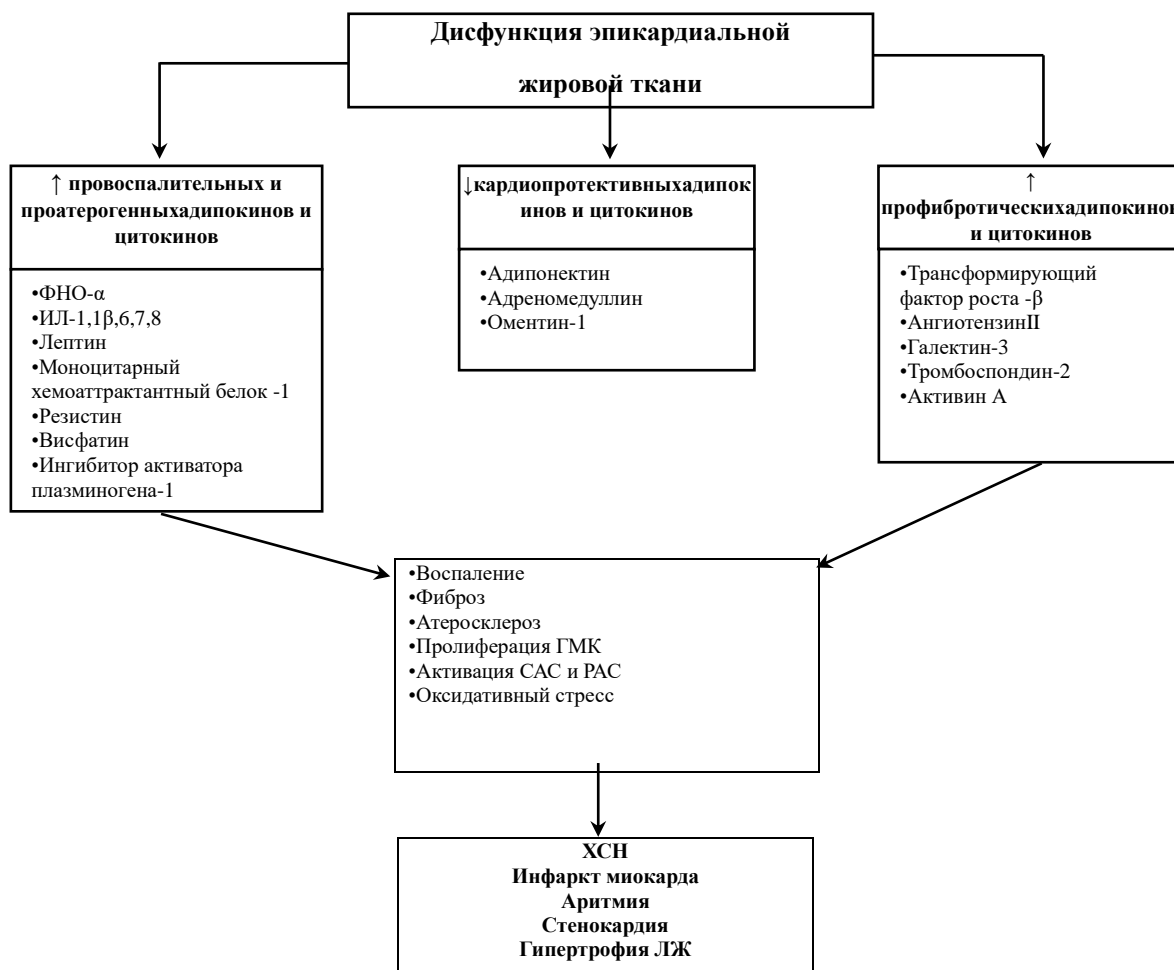 Дисфункция эпикардиальной
жировой ткани
↑ провоспалительных и
проатерогенныхадипокинов и
цитокинов
•ФНО-α
•ИЛ-1,1β,6,7,8
•Лептин
•Моноцитарный
хемоаттрактантный белок -1
•Резистин
•Висфатин
•Ингибитор активатора
плазминогена-1
↓кардиопротективныхадипок
инов и цитокинов
•Адипонектин
•Адреномедуллин
•Оментин-1
↑
профибротическихадипокинов
и цитокинов
•Трансформирующий
фактор роста -β
•АнгиотензинII
•Галектин-3
•Тромбоспондин-2
•Активин А
•Воспаление
•Фиброз
•Атеросклероз
•Пролиферация ГМК
•Активация САС и РАС
•Оксидативный стресс
ХСН
Инфаркт миокарда
Аритмия
Стенокардия
Гипертрофия ЛЖ